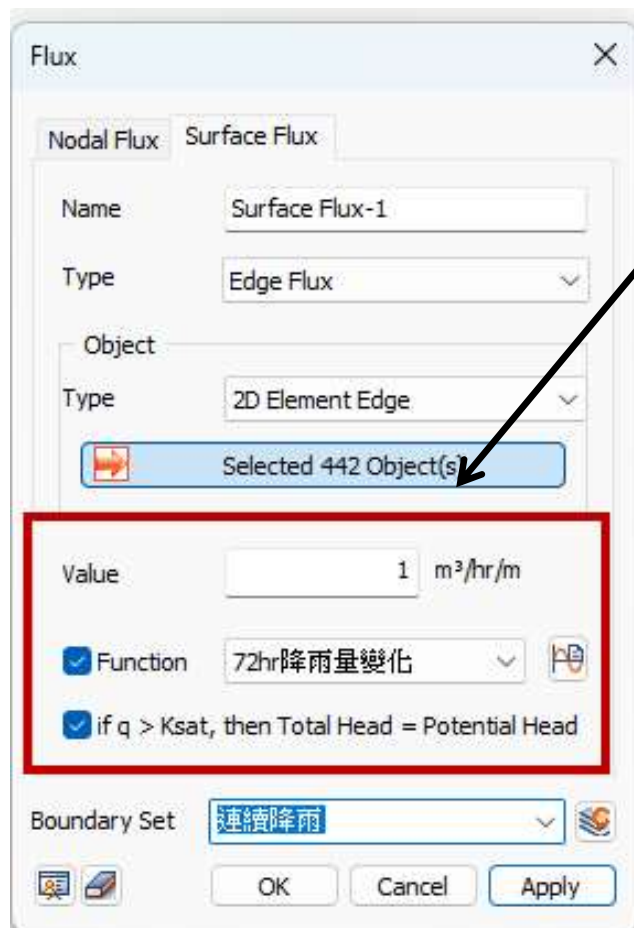 Flux
Nodal Flux Surface Flux
Name Surface Flux-1
Type Edge Flux
Object
Type 2D Element Edge
Selected 442 Object(s)
Value 1 m³/hr/m
Function 72hr降雨量變化
if q > Ksat, then Total Head = Potential Head
Boundary Set 連續降雨
OK Cancel Apply